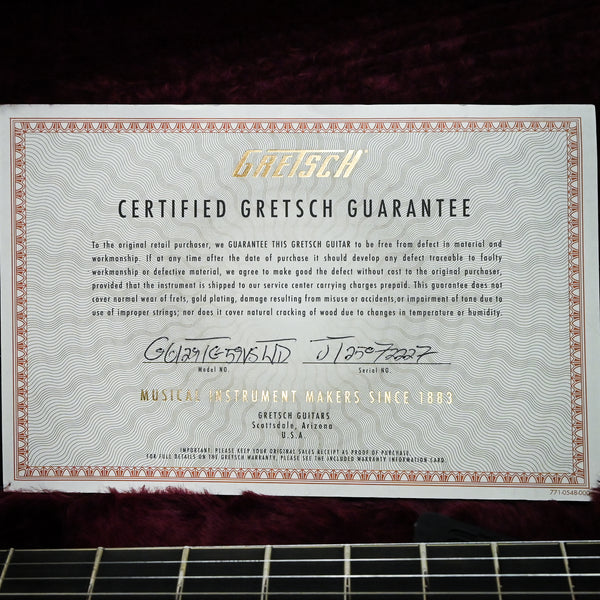 GRETSCH
CERTIFIED GRETSCH GUARANTEE
To the original retail purchaser, we GUARANTEE THIS GRETSCH GUITAR to be free from defect in material and
workmanship. If at any time after the date of purchase it should develop any defect traceable to faulty
workmanship or defective material, we agree to make good the defect without cost to the original purchaser,
provided that the instrument is shipped to our service center carrying charges prepaid. This guarantee does not
cover normal wear of frets, gold plating, damage resulting from misuse or accidents,or impairment of tone due to
use of improper strings; nor does it cover natural cracking of wood due to changes in temperature or humidity.
Model NO.
Serial NO.
MUSICAL INSTRUMENT MAKERS SINCE 1883
GRETSCH GUITARS
Scottsdale, Arizona
U.S.A.
IMPORTANT: PLEASE KEEP YOUR ORIGINAL SALES RECEIPT AS PROOF OF PURCHASE.
FOR FULL DETAILS ON THE GRETSCH WARRANTY, PLEASE SEE THE INCLUDED WARRANTY INFORMATION CARD.